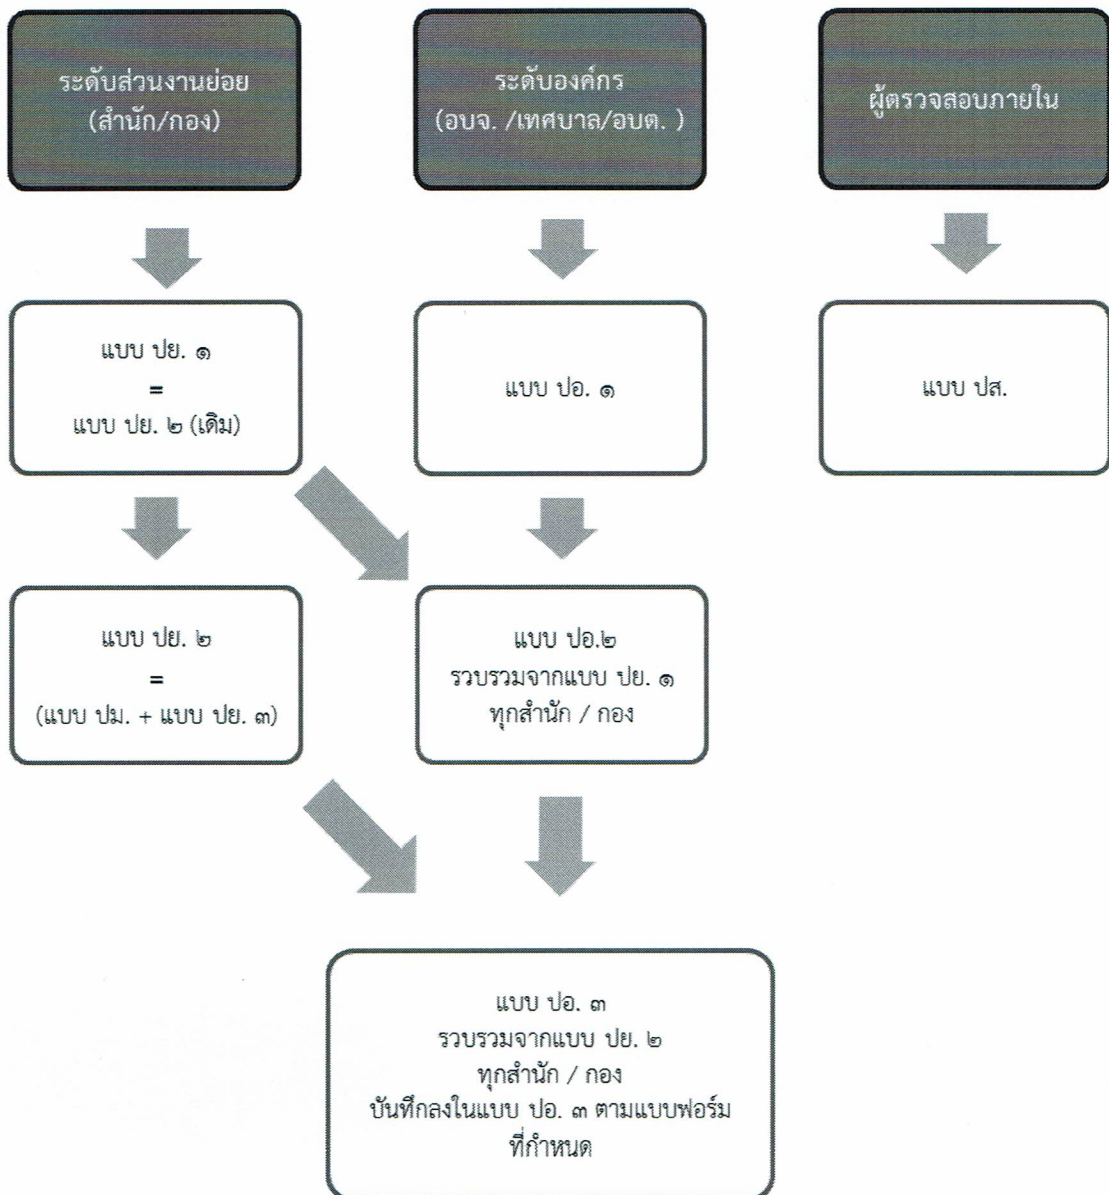 ระดับส่วนงานย่อย
(สำนัก/กอง)
ระดับองค์กร
(อบจ. /เทศบาล/อบต. )
ผู้ตรวจสอบภายใน
แบบ ปย. ๑
=
แบบ ปย. ๒ (เดิม)
แบบ ปอ. ๑
แบบ ปส.
แบบ ปย. ๒
=
(แบบ ปม. + แบบ ปย. ๓)
แบบ ปอ.๒
รวบรวมจากแบบ ปย. ๑
ทุกสำนัก / กอง
แบบ ปอ. ๓
รวบรวมจากแบบ ปย. ๒
ทุกสำนัก / กอง
บันทึกลงในแบบ ปอ. ๓ ตามแบบฟอร์ม
ที่กำหนด